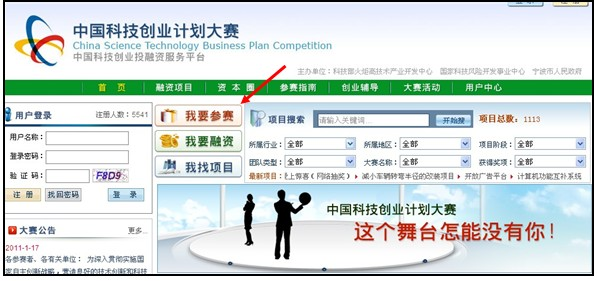 登录
注册
中国科技创业计划大赛
China Science Technology Business Plan Competition
中国科技创业投融资服务平台
主办单位：科技部火炬高技术产业开发中心 国家科技风险开发事业中心 宁波市人民政府
首 页 融资项目 资 本 圈 参赛指南 创业辅导 大赛活动 用户中心
用户登录 注册人数：5541
用户名称：
登录密码：
验 证 码： F8D9
注 册 找回密码 登 录
我要参赛
我要融资
我找项目
项目搜索 请输入关键词... 开始搜 项目总数：1113
所属行业：全部 所属地区：全部 项目阶段：全部
团队类型：全部 大赛名称：全部 获得奖项：全部
最新项目：史上惊客（网络抽奖） 减小车辆转弯半径的改装项目 开放广告平台 计算机功能互补系统
大赛公告 更多...
2011-1-17
各参赛者、各有关单位： 为深入贯彻实施国
家自主创新战略，营造良好的技术创新和科技
中国科技创业计划大赛
这个舞台怎能没有你！